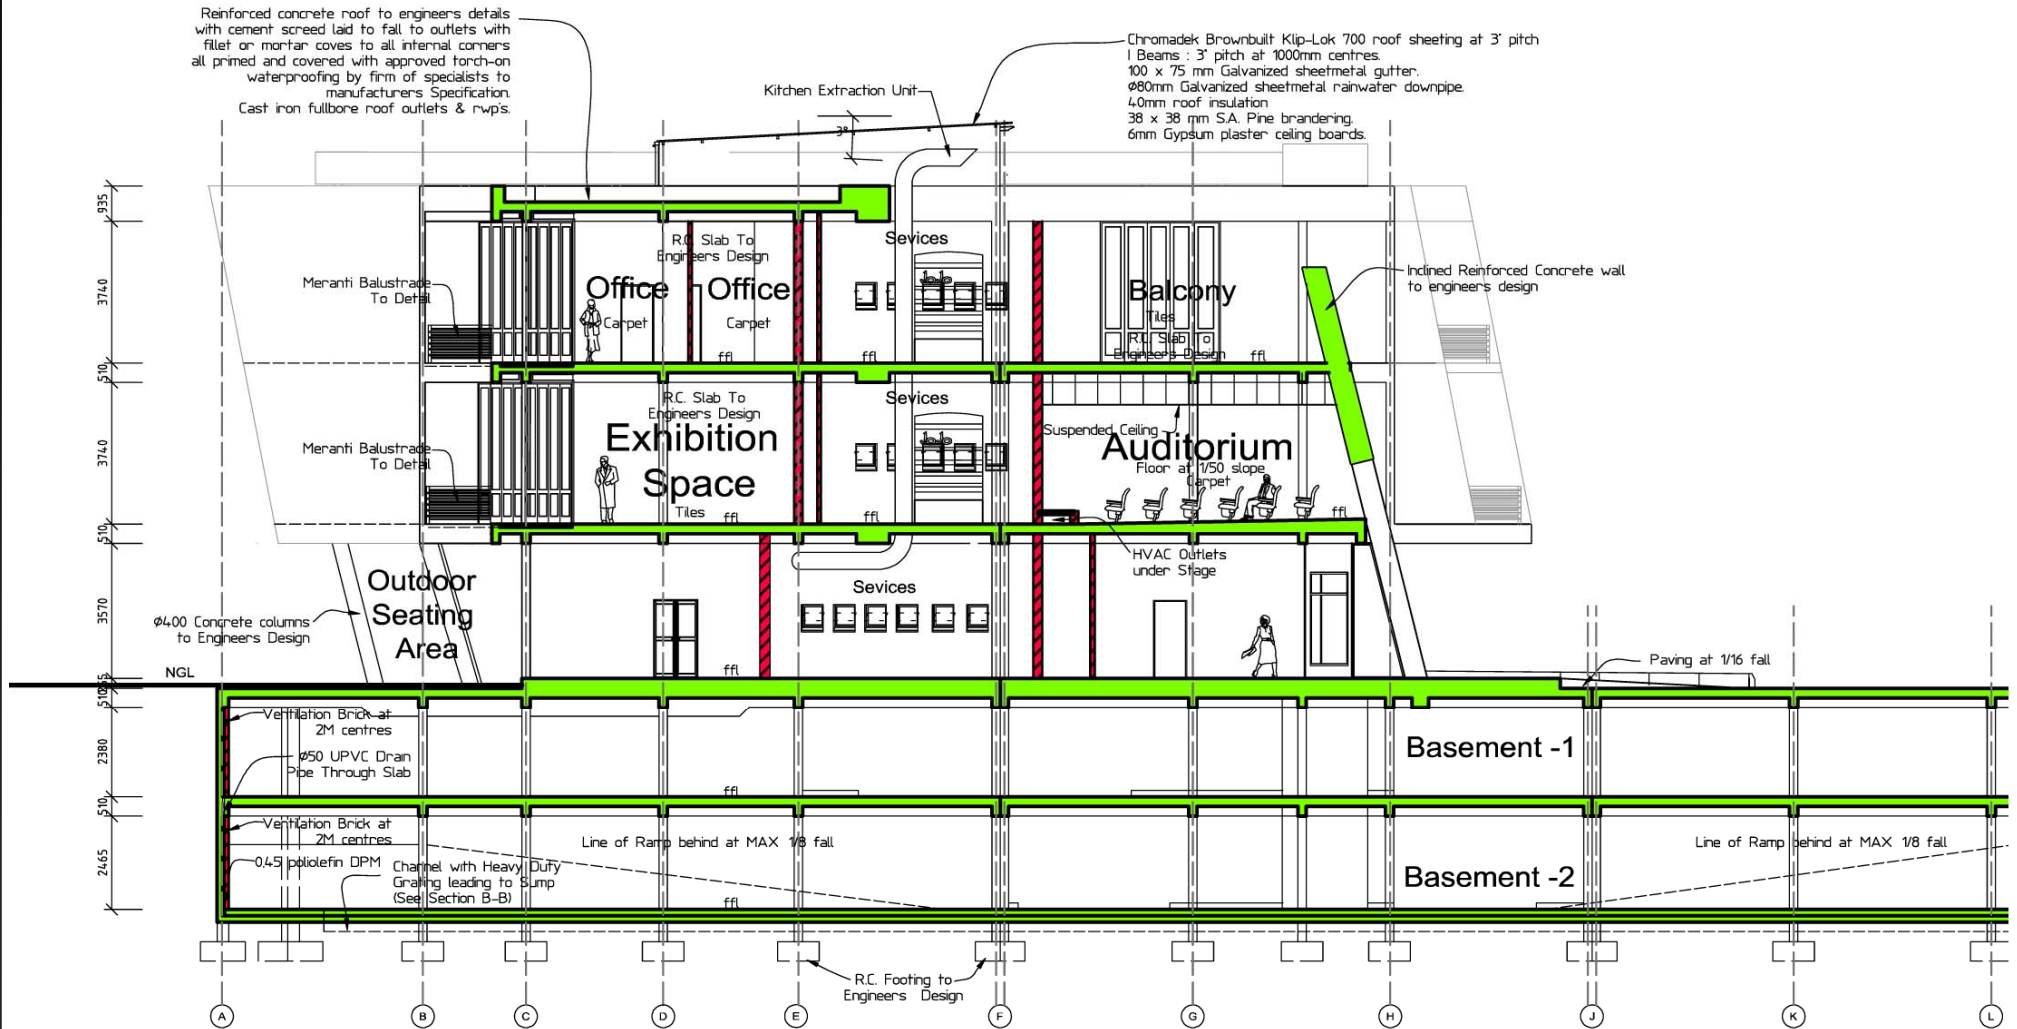 Reinforced concrete roof to engineers details
with cement screed laid to fall to outlets with
fillet or mortar coves to all internal corners
all primed and covered with approved torch-on
waterproofing by firm of specialists to
manufacturers Specification.
Cast iron fullbore roof outlets & rwp's.
Chromadek Brownbuilt Klip-Lok 700 roof sheeting at 3° pitch
I Beams : 3° pitch at 1000mm centres.
100 x 75 mm Galvanized sheetmetal gutter.
Ø80mm Galvanized sheetmetal rainwater downpipe.
40mm roof insulation
38 x 38 mm S.A. Pine brandering.
6mm Gypsum plaster ceiling boards.
Kitchen Extraction Unit
3°
935
R.C. Slab To
Engineers Design
Sevices
Meranti Balustrade
To Detail
Office
Office
Carpet
Carpet
JoJo
Balcony
Tiles
R.C. Slab To
Engineers Design
Inclined Reinforced Concrete wall
to engineers design
3740
ffl
ffl
ffl
510
R.C. Slab To
Engineers Design
Sevices
Meranti Balustrade
To Detail
Exhibition
Space
Tiles
JoJo
Suspended Ceiling
Auditorium
Floor at 1/50 slope
Carpet
3740
ffl
ffl
ffl
510
HVAC Outlets
under Stage
Outdoor
Seating
Area
Sevices
Ø400 Concrete columns
to Engineers Design
3570
NGL
ffl
Paving at 1/16 fall
510
Ventilation Brick at
2M centres
Ø50 UPVC Drain
Pipe Through Slab
Basement -1
2380
ffl
510
Ventilation Brick at
2M centres
0.45 poliolefin DPM
Channel with Heavy Duty
Grating leading to Sump
(See Section B-B)
Line of Ramp behind at MAX 1/8 fall
Line of Ramp behind at MAX 1/8 fall
Basement -2
2465
ffl
R.C. Footing to
Engineers Design
A
B
C
D
E
F
G
H
J
K
L